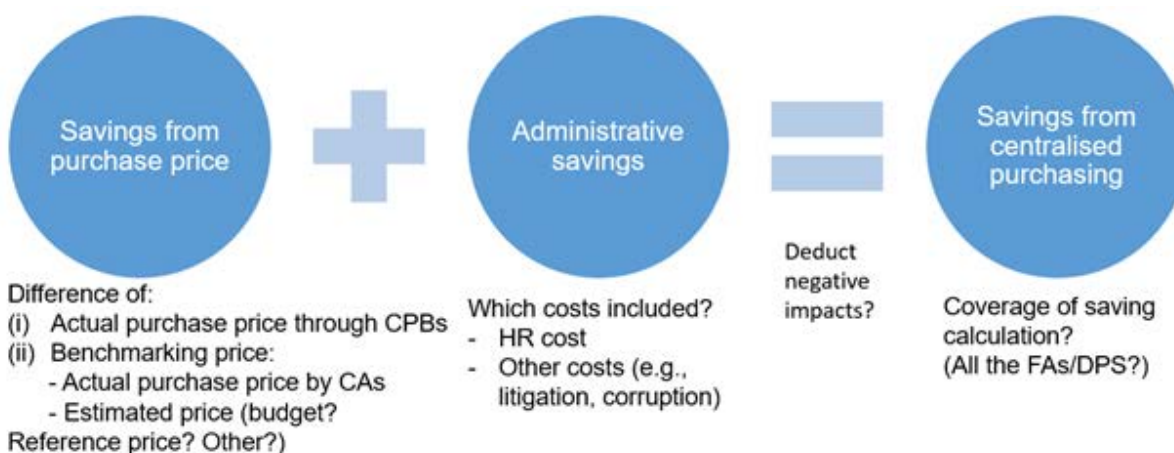 Savings from
purchase price
Administrative
savings
Savings from
centralised
purchasing
Difference of:
(i) Actual purchase price through CPBs
(ii) Benchmarking price:
- Actual purchase price by CAs
- Estimated price (budget?
Reference price? Other?)
Which costs included?
- HR cost
- Other costs (e.g.,
litigation, corruption)
Deduct
negative
impacts?
Coverage of saving
calculation?
(All the FAs/DPS?)